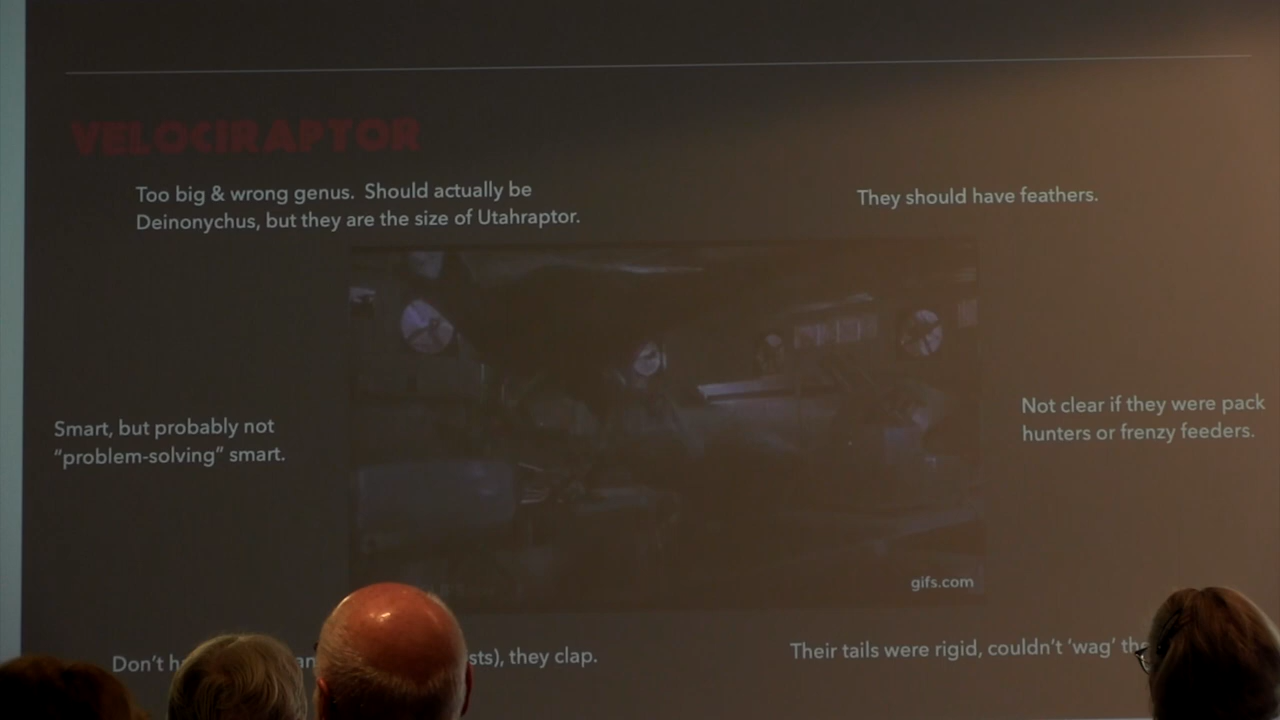 VELOCIRAPTOR
Too big & wrong genus. Should actually be
Deinonychus, but they are the size of Utahraptor.
They should have feathers.
Smart, but probably not
“problem-solving” smart.
Not clear if they were pack
hunters or frenzy feeders.
gifs.com
Don’t they clap.
Their tails were rigid, couldn’t ‘wag’